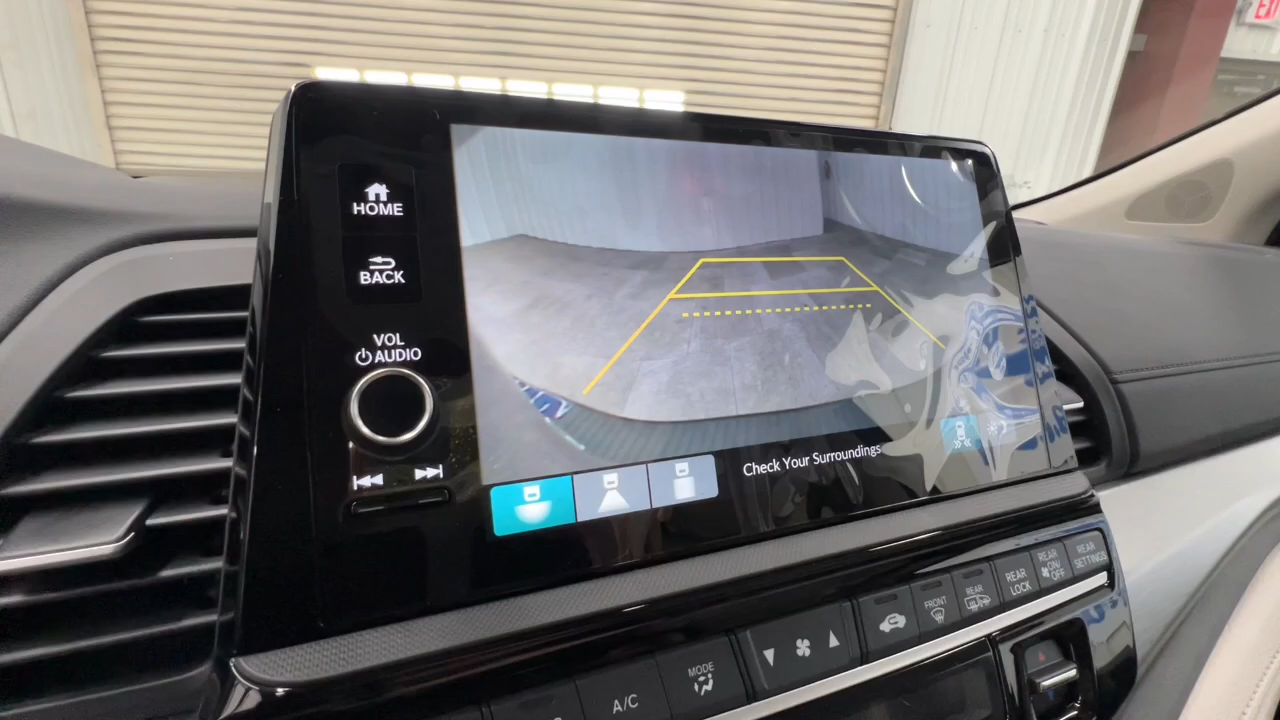 HOME
BACK
VOL
AUDIO
Check Your Surroundings
MODE
A/C
FRONT
REAR
REAR
LOCK
REAR
ON/
OFF
REAR
SETTINGS